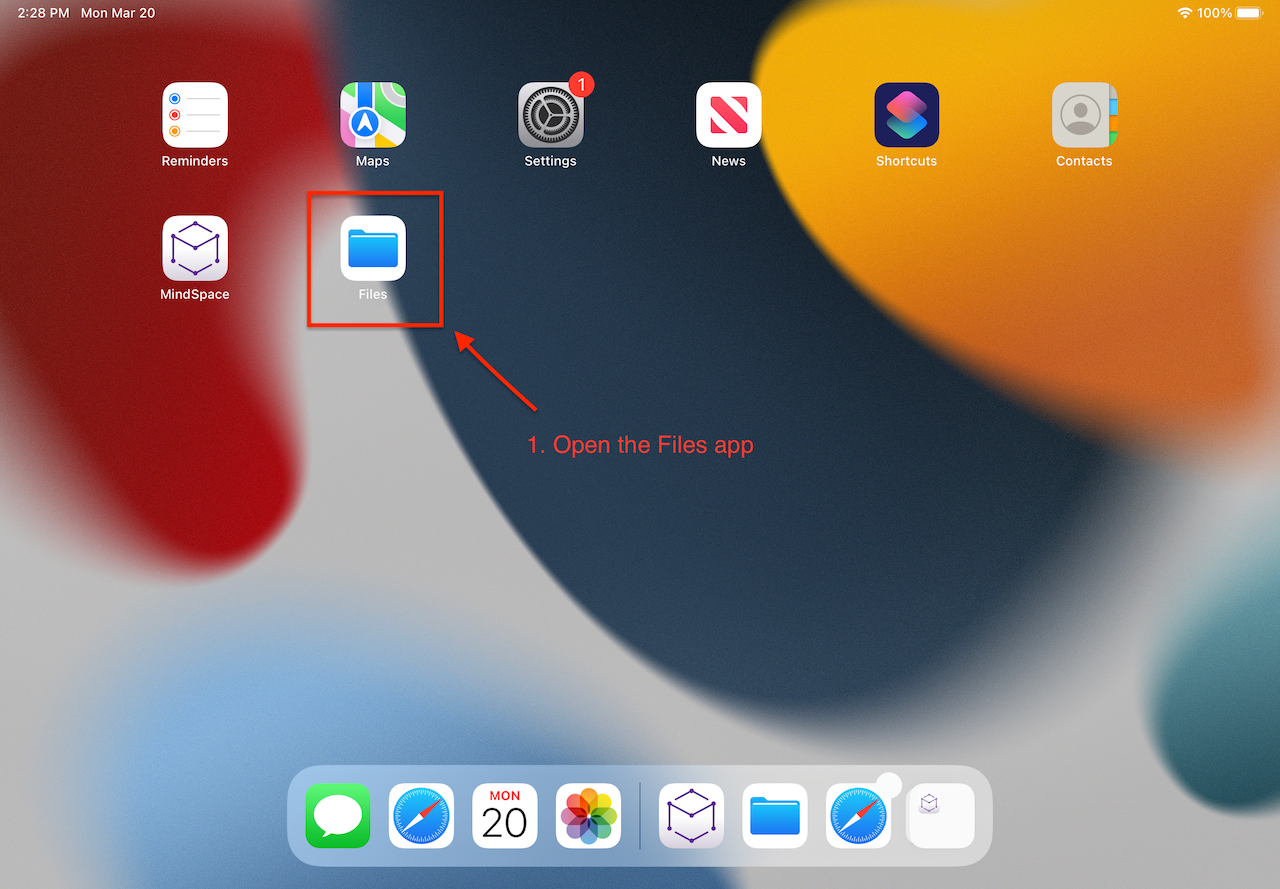 2:28 PM Mon Mar 20
100%
1
Reminders
Maps
Settings
News
Shortcuts
Contacts
MindSpace
Files
1. Open the Files app
MON
20